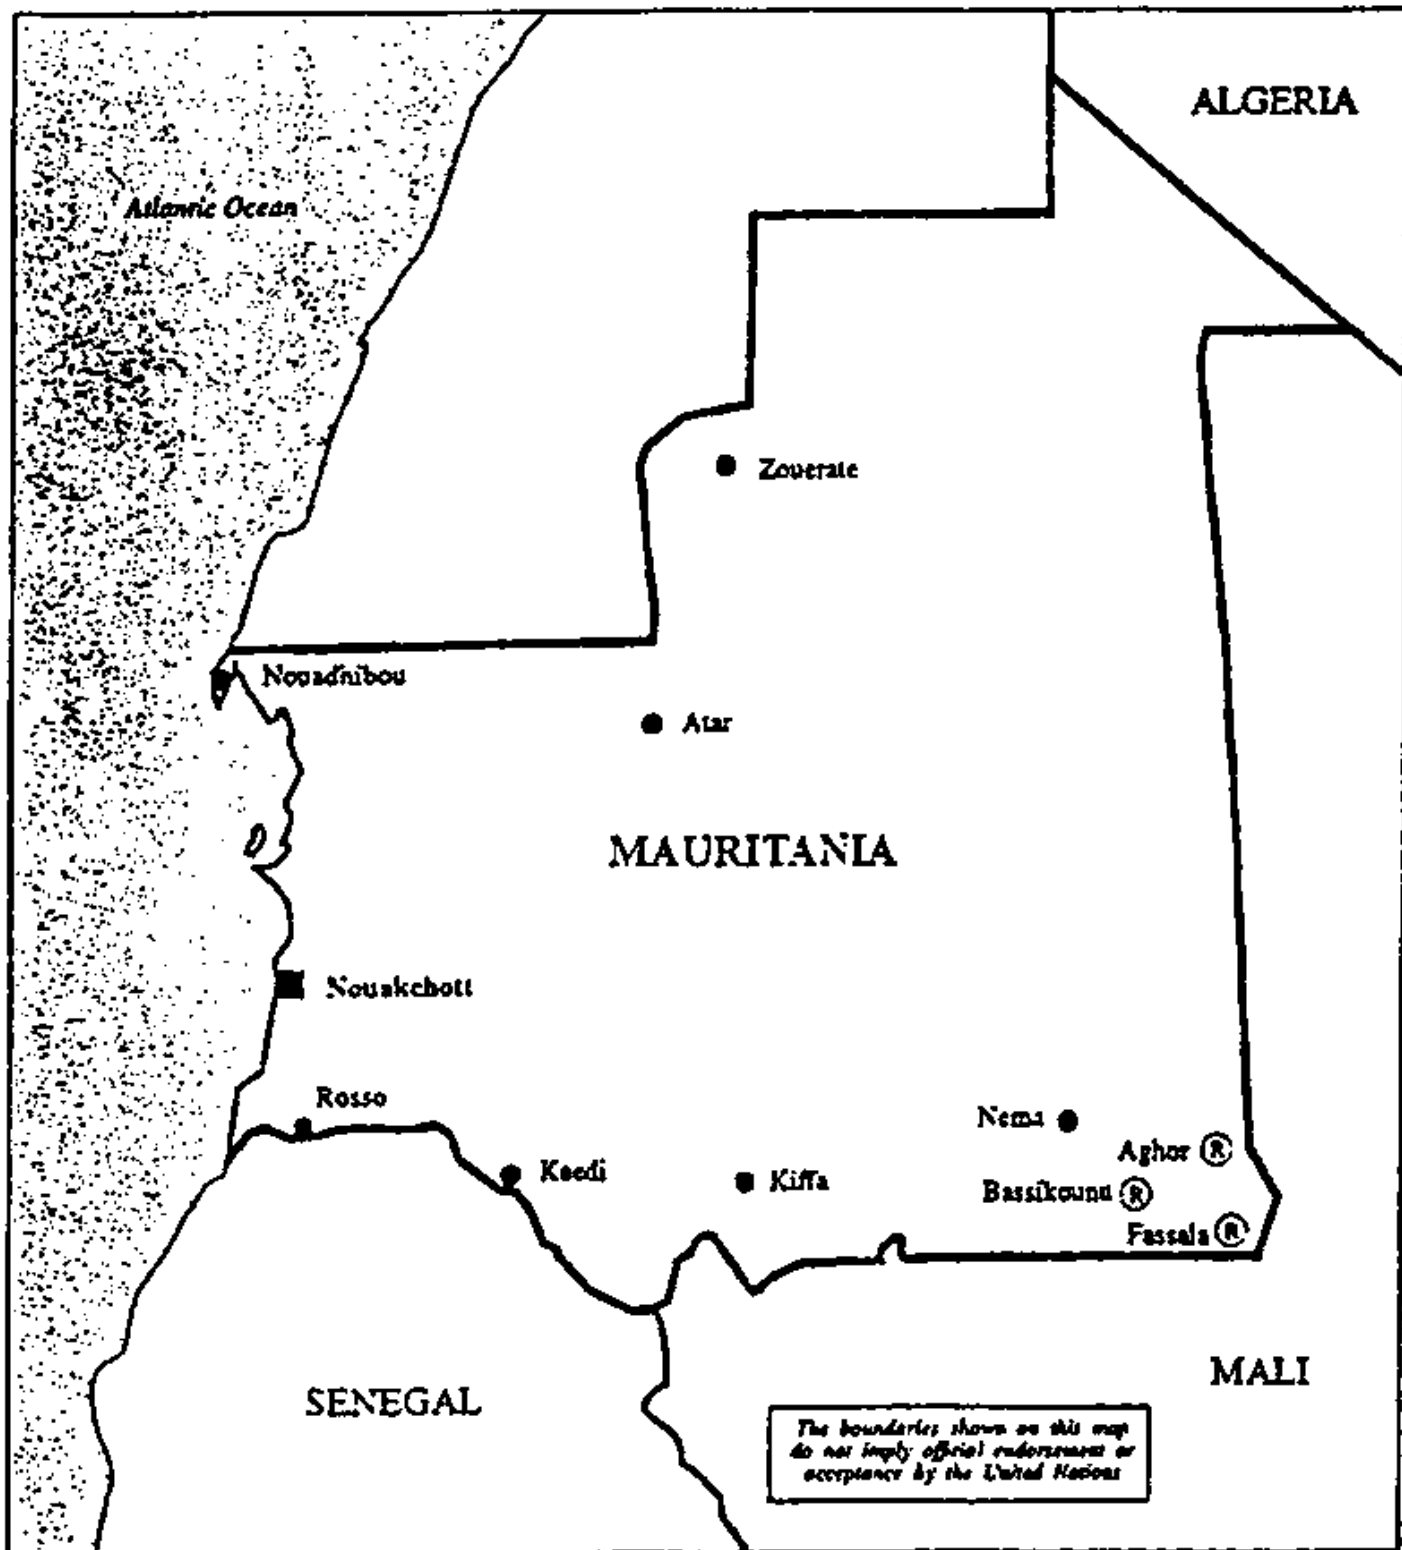 ALGERIA
Atlantic Ocean
Zouerate
Nouadhibou
Atar
MAURITANIA
Nouakchott
Rosso
Nema
Aghor R
Kaedi
Kiffa
Bassikounu R
Fassala R
MALI
SENEGAL
The boundaries shown on this map
do not imply official endorsement or
acceptance by the United Nations